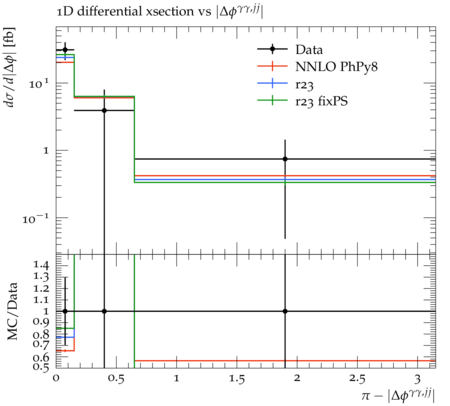 1D differential xsection vs |Δϕ^{γγ,jj}|
dσ/d|Δϕ| [fb]
Data
NNLO PhPy8
r23
r23 fixPS
10^1
1
10^{-1}
MC/Data
1.4
1.3
1.2
1.1
1
0.9
0.8
0.7
0.6
0.5
0 0.5 1 1.5 2 2.5 3
π − |Δϕ^{γγ,jj}|